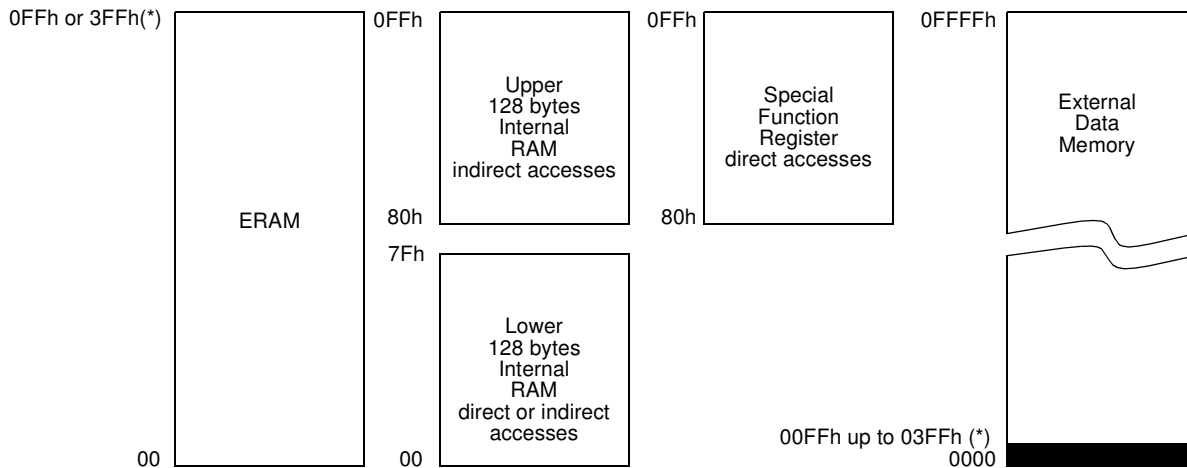 0FFh or 3FFh(*)
ERAM
00
0FFh
Upper
128 bytes
Internal
RAM
indirect accesses
80h
7Fh
Lower
128 bytes
Internal
RAM
direct or indirect
accesses
00
0FFh
Special
Function
Register
direct accesses
80h
0FFFFh
External
Data
Memory
00FFh up to 03FFh (*)
0000